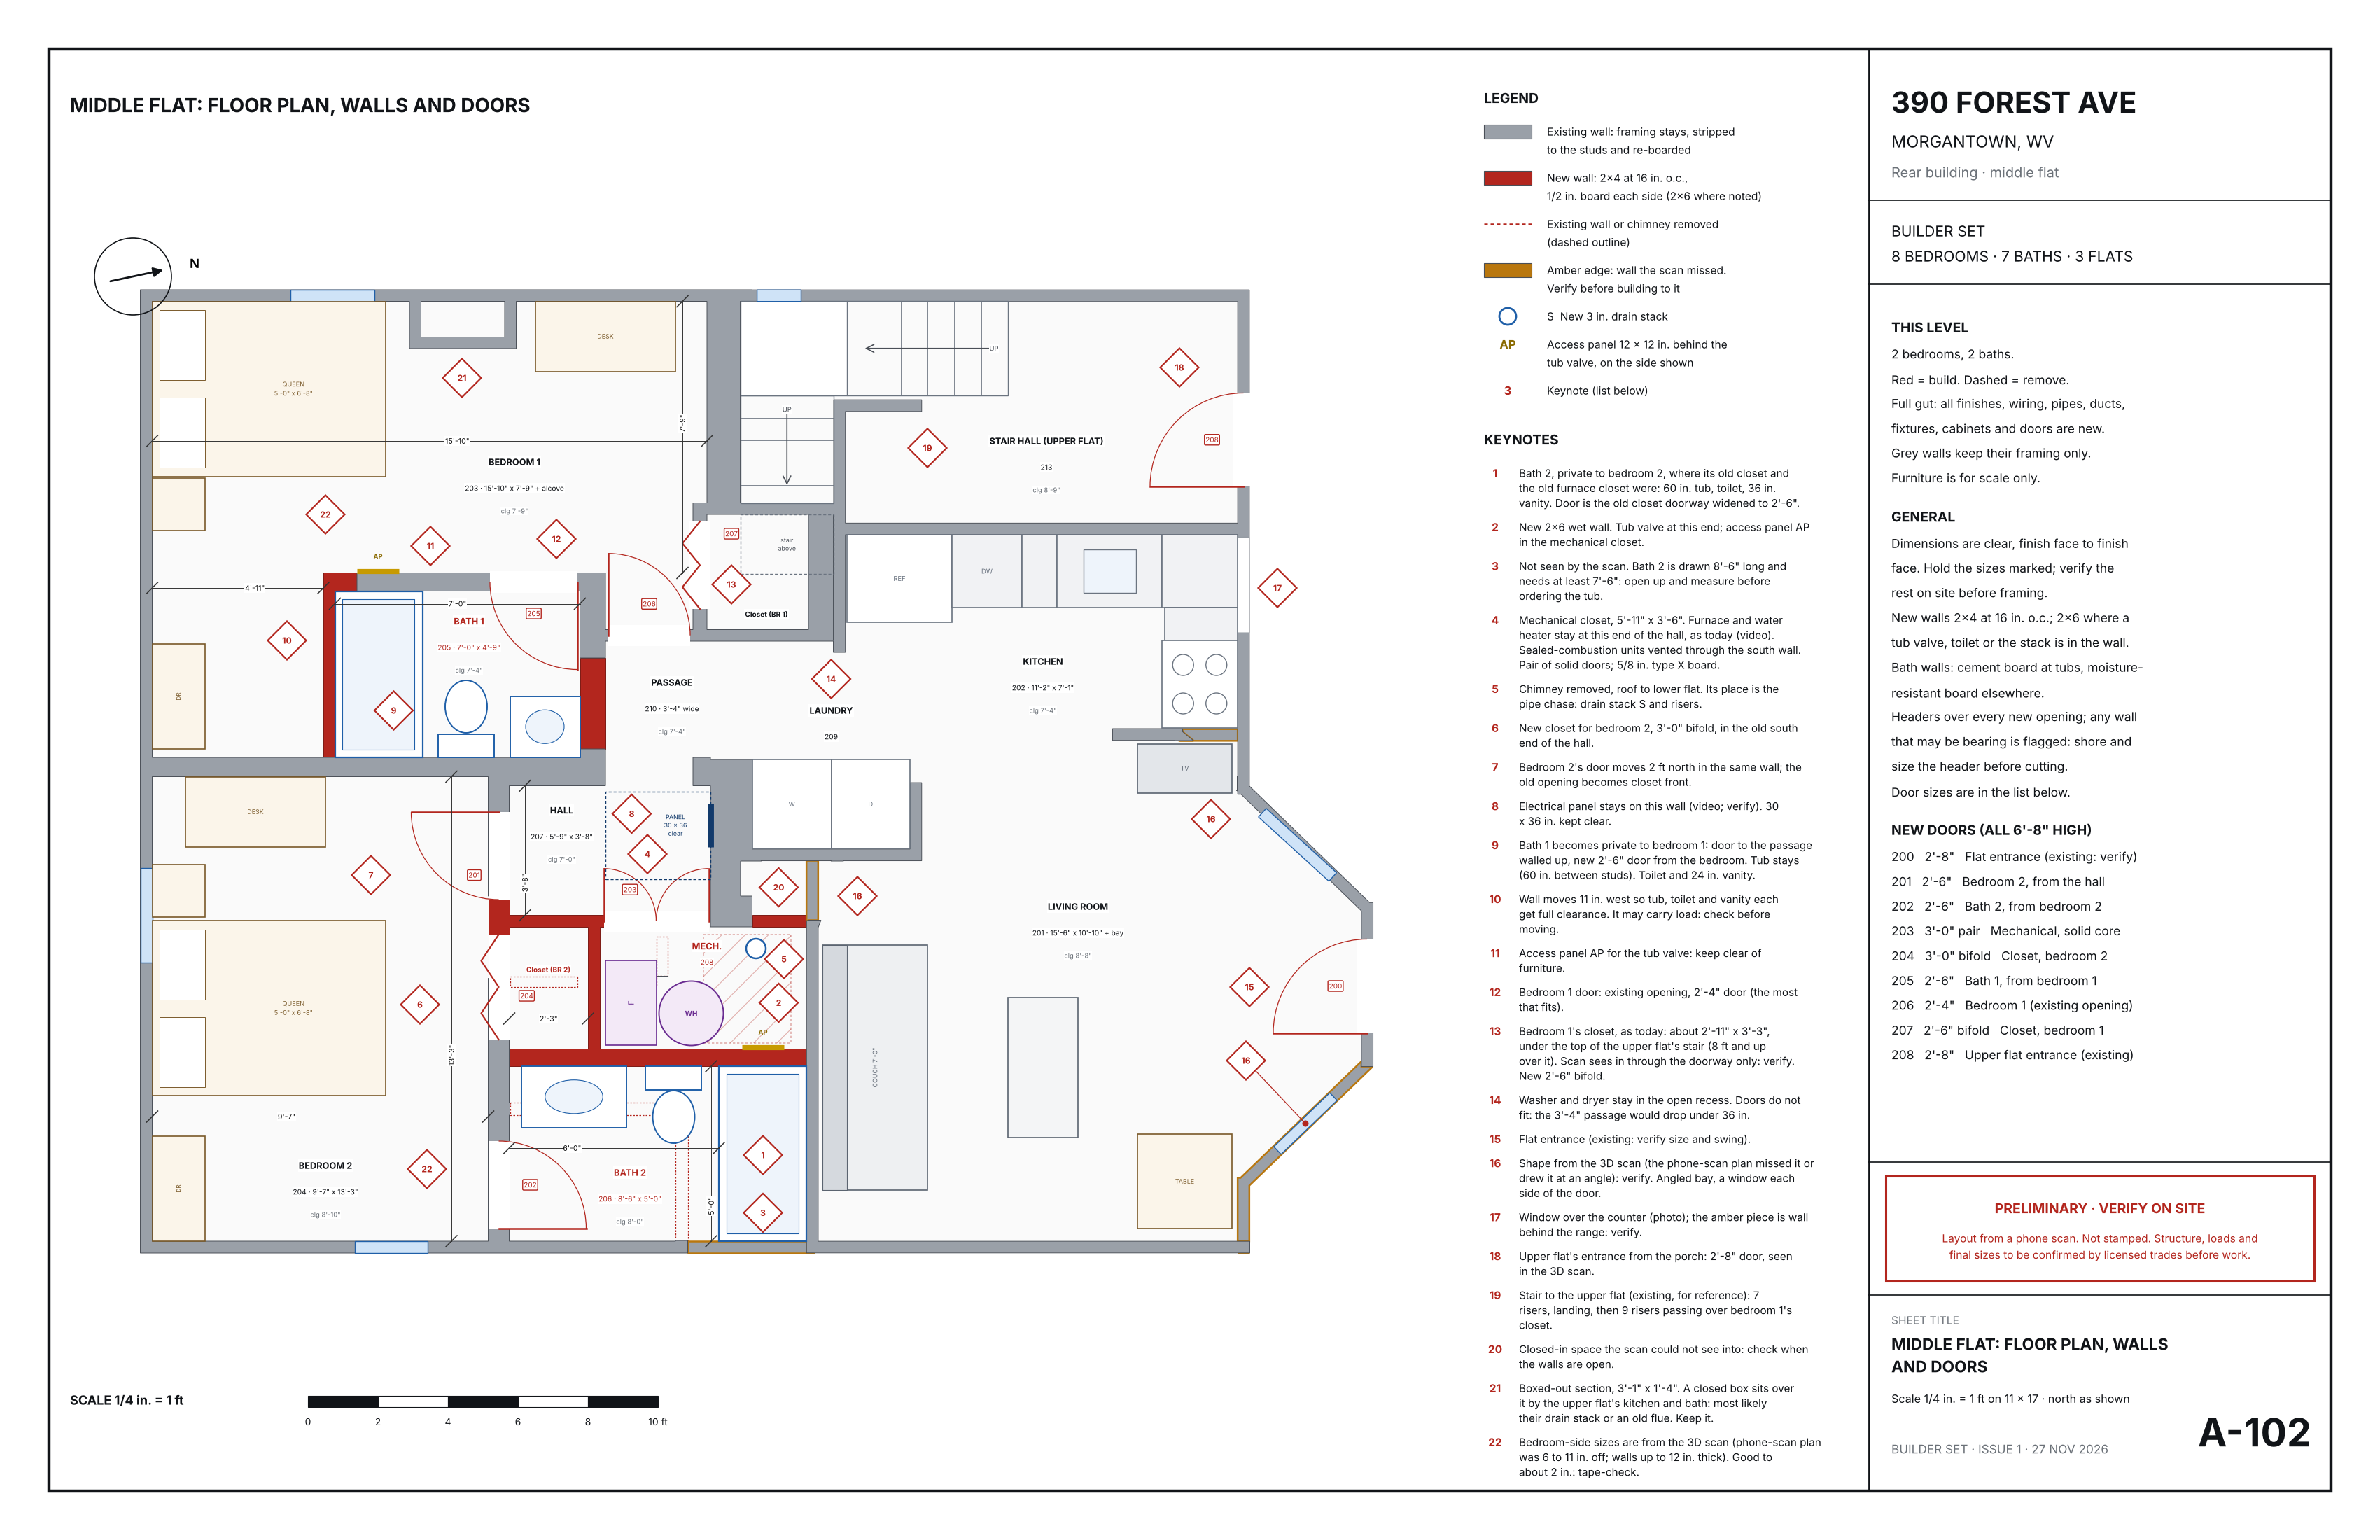 MIDDLE FLAT: FLOOR PLAN, WALLS AND DOORS
N
QUEEN
5'-0" x 6'-8"
21
DESK
7'-9"
15'-10"
BEDROOM 1
203 · 15'-10" x 7'-9" + alcove
clg 7'-9"
22
11
12
AP
4'-11"
7'-0"
205
BATH 1
205 · 7'-0" x 4'-9"
clg 7'-4"
10
9
DR
UP
UP
18
19
STAIR HALL (UPPER FLAT)
213
clg 8'-9"
208
207
stair
above
13
Closet (BR 1)
206
REF
DW
17
PASSAGE
210 · 3'-4" wide
clg 7'-4"
14
LAUNDRY
209
KITCHEN
202 · 11'-2" x 7'-1"
clg 7'-4"
TV
W
D
16
DESK
HALL
207 · 5'-9" x 3'-8"
clg 7'-0"
8
PANEL
30 × 36
clear
4
7
201
3'-8"
203
20
16
LIVING ROOM
201 · 15'-6" x 10'-10" + bay
clg 8'-8"
MECH.
208
5
Closet (BR 2)
204
2'-3"
F
WH
2
AP
6
QUEEN
5'-0" x 6'-8"
13'-3"
COUCH 7'-0"
15
200
16
9'-7"
6'-0"
1
BEDROOM 2
204 · 9'-7" x 13'-3"
clg 8'-10"
22
202
BATH 2
206 · 8'-6" x 5'-0"
clg 8'-0"
5'-0"
3
DR
TABLE
SCALE 1/4 in. = 1 ft
0 2 4 6 8 10 ft
LEGEND
Existing wall: framing stays, stripped
to the studs and re-boarded
New wall: 2×4 at 16 in. o.c.,
1/2 in. board each side (2×6 where noted)
Existing wall or chimney removed
(dashed outline)
Amber edge: wall the scan missed.
Verify before building to it
S New 3 in. drain stack
AP Access panel 12 × 12 in. behind the
tub valve, on the side shown
3 Keynote (list below)
KEYNOTES
1 Bath 2, private to bedroom 2, where its old closet and
the old furnace closet were: 60 in. tub, toilet, 36 in.
vanity. Door is the old closet doorway widened to 2'-6".
2 New 2×6 wet wall. Tub valve at this end; access panel AP
in the mechanical closet.
3 Not seen by the scan. Bath 2 is drawn 8'-6" long and
needs at least 7'-6": open up and measure before
ordering the tub.
4 Mechanical closet, 5'-11" x 3'-6". Furnace and water
heater stay at this end of the hall, as today (video).
Sealed-combustion units vented through the south wall.
Pair of solid doors; 5/8 in. type X board.
5 Chimney removed, roof to lower flat. Its place is the
pipe chase: drain stack S and risers.
6 New closet for bedroom 2, 3'-0" bifold, in the old south
end of the hall.
7 Bedroom 2's door moves 2 ft north in the same wall; the
old opening becomes closet front.
8 Electrical panel stays on this wall (video; verify). 30
x 36 in. kept clear.
9 Bath 1 becomes private to bedroom 1: door to the passage
walled up, new 2'-6" door from the bedroom. Tub stays
(60 in. between studs). Toilet and 24 in. vanity.
10 Wall moves 11 in. west so tub, toilet and vanity each
get full clearance. It may carry load: check before
moving.
11 Access panel AP for the tub valve: keep clear of
furniture.
12 Bedroom 1 door: existing opening, 2'-4" door (the most
that fits).
13 Bedroom 1's closet, as today: about 2'-11" x 3'-3",
under the top of the upper flat's stair (8 ft and up
over it). Scan sees in through the doorway only: verify.
New 2'-6" bifold.
14 Washer and dryer stay in the open recess. Doors do not
fit: the 3'-4" passage would drop under 36 in.
15 Flat entrance (existing: verify size and swing).
16 Shape from the 3D scan (the phone-scan plan missed it or
drew it at an angle): verify. Angled bay, a window each
side of the door.
17 Window over the counter (photo); the amber piece is wall
behind the range: verify.
18 Upper flat's entrance from the porch: 2'-8" door, seen
in the 3D scan.
19 Stair to the upper flat (existing, for reference): 7
risers, landing, then 9 risers passing over bedroom 1's
closet.
20 Closed-in space the scan could not see into: check when
the walls are open.
21 Boxed-out section, 3'-1" x 1'-4". A closed box sits over
it by the upper flat's kitchen and bath: most likely
their drain stack or an old flue. Keep it.
22 Bedroom-side sizes are from the 3D scan (phone-scan plan
was 6 to 11 in. off; walls up to 12 in. thick). Good to
about 2 in.: tape-check.
390 FOREST AVE
MORGANTOWN, WV
Rear building · middle flat
BUILDER SET
8 BEDROOMS · 7 BATHS · 3 FLATS
THIS LEVEL
2 bedrooms, 2 baths.
Red = build. Dashed = remove.
Full gut: all finishes, wiring, pipes, ducts,
fixtures, cabinets and doors are new.
Grey walls keep their framing only.
Furniture is for scale only.
GENERAL
Dimensions are clear, finish face to finish
face. Hold the sizes marked; verify the
rest on site before framing.
New walls 2×4 at 16 in. o.c.; 2×6 where a
tub valve, toilet or the stack is in the wall.
Bath walls: cement board at tubs, moisture-
resistant board elsewhere.
Headers over every new opening; any wall
that may be bearing is flagged: shore and
size the header before cutting.
Door sizes are in the list below.
NEW DOORS (ALL 6'-8" HIGH)
200 2'-8" Flat entrance (existing: verify)
201 2'-6" Bedroom 2, from the hall
202 2'-6" Bath 2, from bedroom 2
203 3'-0" pair Mechanical, solid core
204 3'-0" bifold Closet, bedroom 2
205 2'-6" Bath 1, from bedroom 1
206 2'-4" Bedroom 1 (existing opening)
207 2'-6" bifold Closet, bedroom 1
208 2'-8" Upper flat entrance (existing)
PRELIMINARY · VERIFY ON SITE
Layout from a phone scan. Not stamped. Structure, loads and
final sizes to be confirmed by licensed trades before work.
SHEET TITLE
MIDDLE FLAT: FLOOR PLAN, WALLS
AND DOORS
Scale 1/4 in. = 1 ft on 11 × 17 · north as shown
BUILDER SET · ISSUE 1 · 27 NOV 2026
A-102